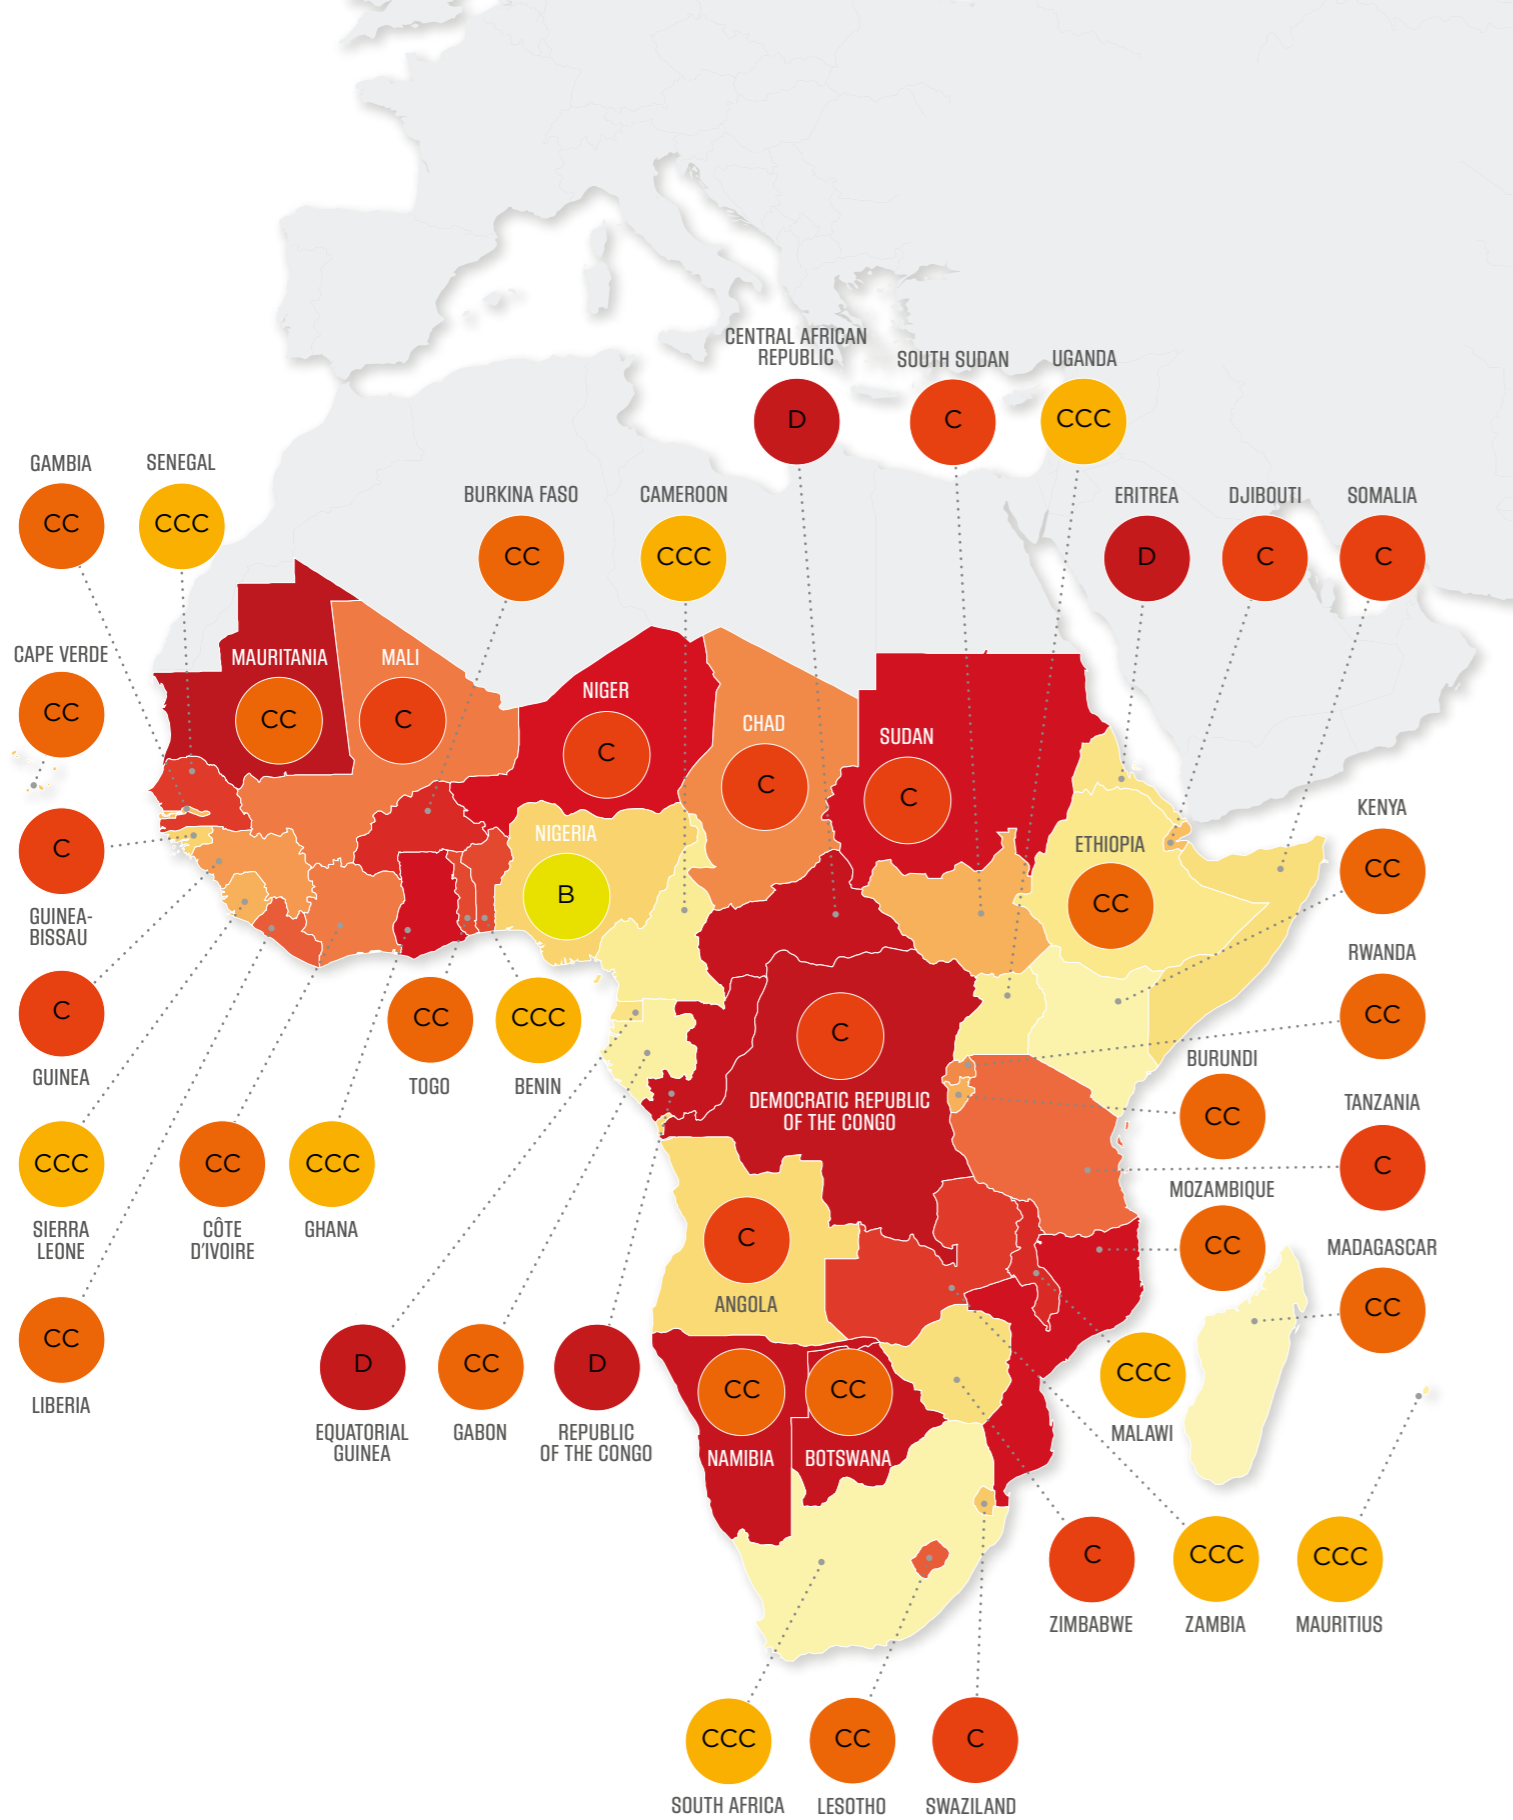 CENTRAL AFRICAN
REPUBLIC
D
SOUTH SUDAN
C
UGANDA
CCC
GAMBIA
CC
SENEGAL
CCC
BURKINA FASO
CC
CAMEROON
CCC
ERITREA
D
DJIBOUTI
C
SOMALIA
C
CAPE VERDE
CC
MAURITANIA
CC
MALI
C
NIGER
C
CHAD
C
SUDAN
C
C
GUINEA-
BISSAU
NIGERIA
B
ETHIOPIA
CC
KENYA
CC
C
GUINEA
CC
TOGO
CCC
BENIN
C
DEMOCRATIC REPUBLIC
OF THE CONGO
RWANDA
CC
BURUNDI
CC
TANZANIA
C
CCC
SIERRA
LEONE
CC
CÔTE
D'IVOIRE
CCC
GHANA
C
ANGOLA
MOZAMBIQUE
CC
MADAGASCAR
CC
CC
LIBERIA
D
EQUATORIAL
GUINEA
CC
GABON
D
REPUBLIC
OF THE CONGO
CC
NAMIBIA
CC
BOTSWANA
CCC
MALAWI
C
ZIMBABWE
CCC
ZAMBIA
CCC
MAURITIUS
CCC
SOUTH AFRICA
CC
LESOTHO
C
SWAZILAND